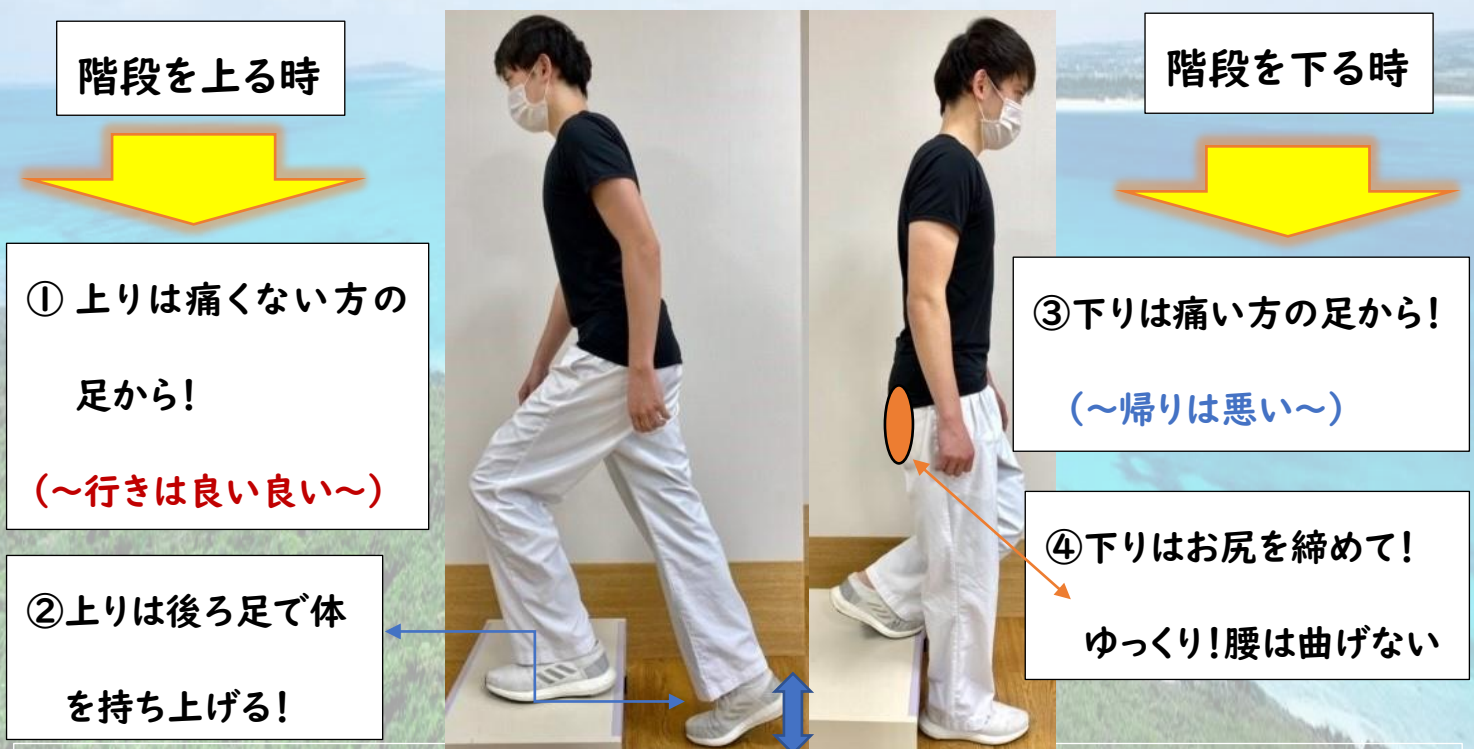 階段を上る時
① 上りは痛くない方の
足から!
(～行きは良い良い～)
②上りは後ろ足で体
を持ち上げる!
階段を下る時
③下りは痛い方の足から!
(～帰りは悪い～)
④下りはお尻を締めて!
ゆっくり!腰は曲げない